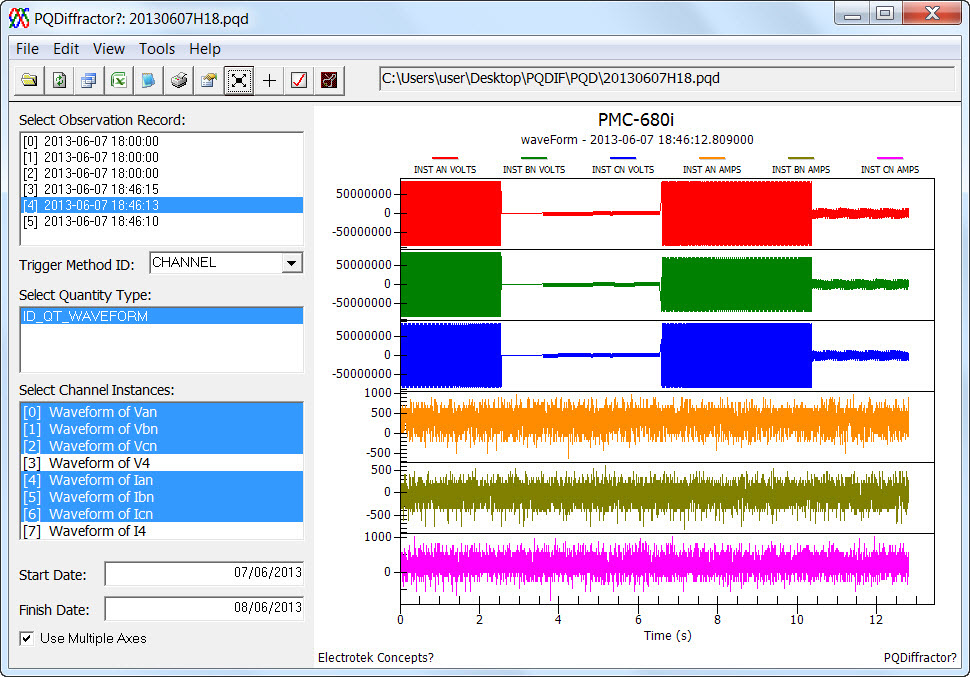 PQDiffractor?: 20130607H18.pqd
File Edit View Tools Help
C:\Users\user\Desktop\PQDIF\PQD\20130607H18.pqd
Select Observation Record:
[0] 2013-06-07 18:00:00
[1] 2013-06-07 18:00:00
[2] 2013-06-07 18:00:00
[3] 2013-06-07 18:46:15
[4] 2013-06-07 18:46:13
[5] 2013-06-07 18:46:10
Trigger Method ID: CHANNEL
Select Quantity Type:
ID_QT_WAVEFORM
Select Channel Instances:
[0] Waveform of Van
[1] Waveform of Vbn
[2] Waveform of Vcn
[3] Waveform of V4
[4] Waveform of Ian
[5] Waveform of Ibn
[6] Waveform of Icn
[7] Waveform of I4
Start Date: 07/06/2013
Finish Date: 08/06/2013
Use Multiple Axes
PMC-680i
waveForm - 2013-06-07 18:46:12.809000
INST AN VOLTS INST BN VOLTS INST CN VOLTS INST AN AMPS INST BN AMPS INST CN AMPS
50000000
0
-50000000
50000000
0
-50000000
50000000
0
-50000000
1000
500
0
-500
500
0
-500
1000
0
0 2 4 6 8 10 12
Time (s)
Electrotek Concepts? PQDiffractor?